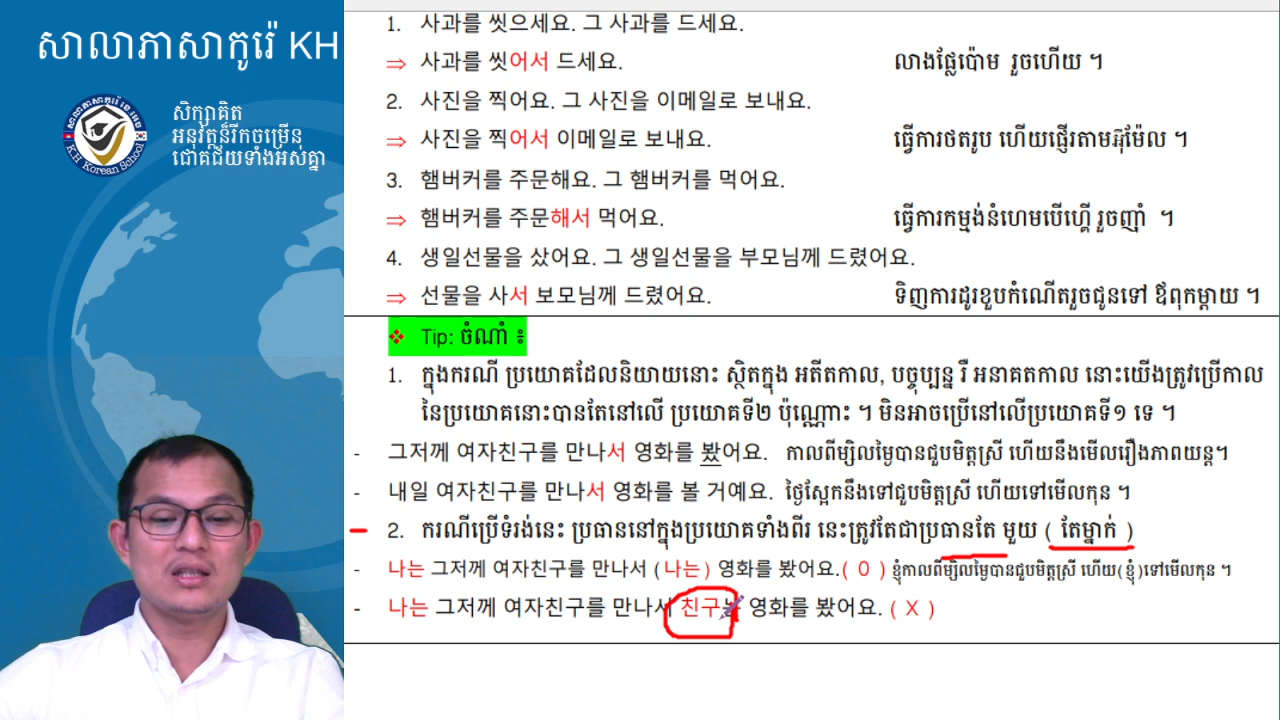 សាលាភាសាកូរ៉េ KH
សិក្សាគិត
អនុវត្តន៍រីកចម្រើន
ជោគជ័យទាំងអស់គ្នា
K.H Korean School
1. 사과를 씻으세요. 그 사과를 드세요.
⇒ 사과를 씻어서 드세요. លាងផ្លែប៉ោម រួចហើយ ។
2. 사진을 찍어요. 그 사진을 이메일로 보내요.
⇒ 사진을 찍어서 이메일로 보내요. ធ្វើការថតរូប ហើយផ្ញើរតាមអ៊ុម៉ែល ។
3. 햄버커를 주문해요. 그 햄버커를 먹어요.
⇒ 햄버커를 주문해서 먹어요. ធ្វើការកម្មង់នំហេមបើហ្គើ រួចញ៉ាំ ។
4. 생일선물을 샀어요. 그 생일선물을 부모님께 드렸어요.
⇒ 선물을 사서 보모님께 드렸어요. ទិញការដូរខួបកំណើតរួចជូនទៅ ឪពុកម្តាយ ។
❖ Tip: ចំណាំ ៖
1. ក្នុងករណី ប្រយោគដែលនិយាយនោះ ស្ថិតក្នុង អតីតកាល, បច្ចុប្បន្ន រឺ អនាគតកាល នោះយើងត្រូវប្រើកាល
នៃប្រយោគនោះបានតែនៅលើ ប្រយោគទី២ ប៉ុណ្ណោះ ។ មិនអាចប្រើនៅលើប្រយោគទី១ ទេ ។
- 그저께 여자친구를 만나서 영화를 봤어요. កាលពីម្សិលម្ងៃបានជួបមិត្តស្រី ហើយនឹងមើលរឿងភាពយន្ត។
- 내일 여자친구를 만나서 영화를 볼 거예요. ថ្ងៃស្អែកនឹងទៅជួបមិត្តស្រី ហើយទៅមើលកុន ។
2. ករណីប្រើទំរង់នេះ ប្រធាននៅក្នុងប្រយោគទាំងពីរ នេះត្រូវតែជាប្រធានតែ មួយ ( តែម្នាក់ )
- 나는 그저께 여자친구를 만나서 ( 나는 ) 영화를 봤어요. ( O ) ខ្ញុំកាលពីម្សិលម្ងៃបានជួបមិត្តស្រី ហើយ(ខ្ញុំ)ទៅមើលកុន ។
- 나는 그저께 여자친구를 만나서 친구 영화를 봤어요. ( X )